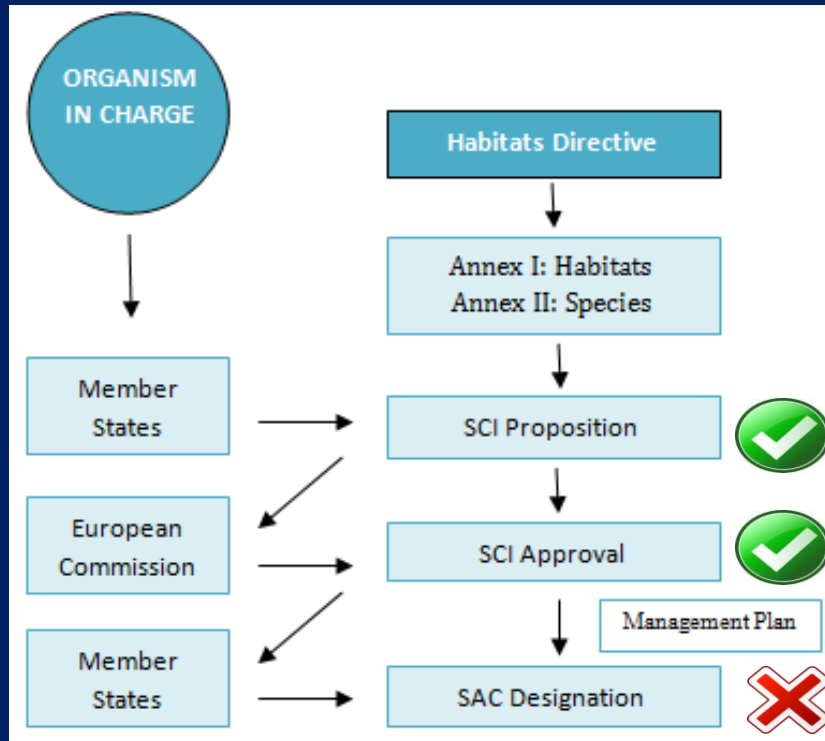 ORGANISM
IN CHARGE
Habitats Directive
Annex I: Habitats
Annex II: Species
Member
States
SCI Proposition
European
Commission
SCI Approval
Management Plan
Member
States
SAC Designation